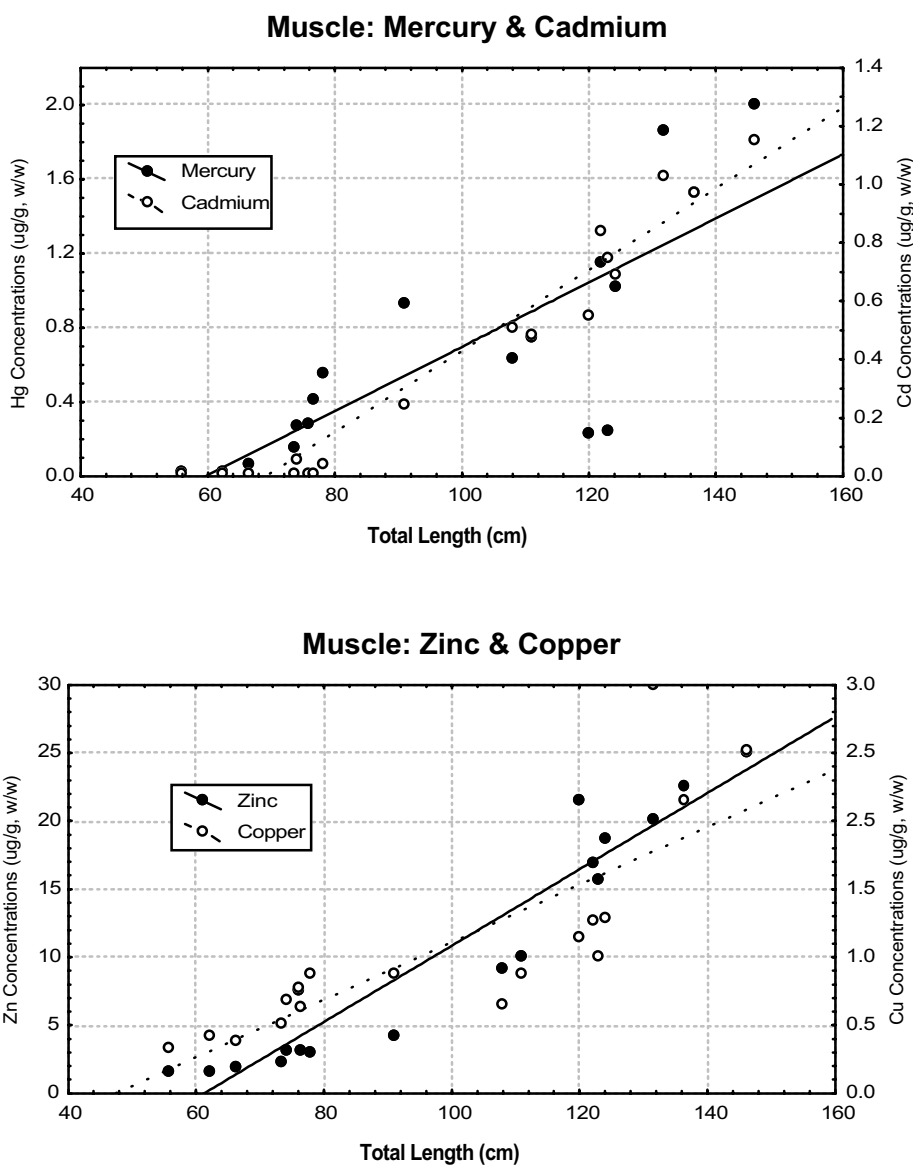 Muscle: Mercury & Cadmium
Hg Concentrations (ug/g, w/w)
2.0
1.6
1.2
0.8
0.4
0.0
Mercury
Cadmium
1.4
1.2
1.0
0.8
0.6
0.4
0.2
0.0
Cd Concentrations (ug/g, w/w)
40 60 80 100 120 140 160
Total Length (cm)
Muscle: Zinc & Copper
Zn Concentrations (ug/g, w/w)
30
25
20
15
10
5
0
Zinc
Copper
3.0
2.5
2.0
1.5
1.0
0.5
0.0
Cu Concentrations (ug/g, w/w)
40 60 80 100 120 140 160
Total Length (cm)